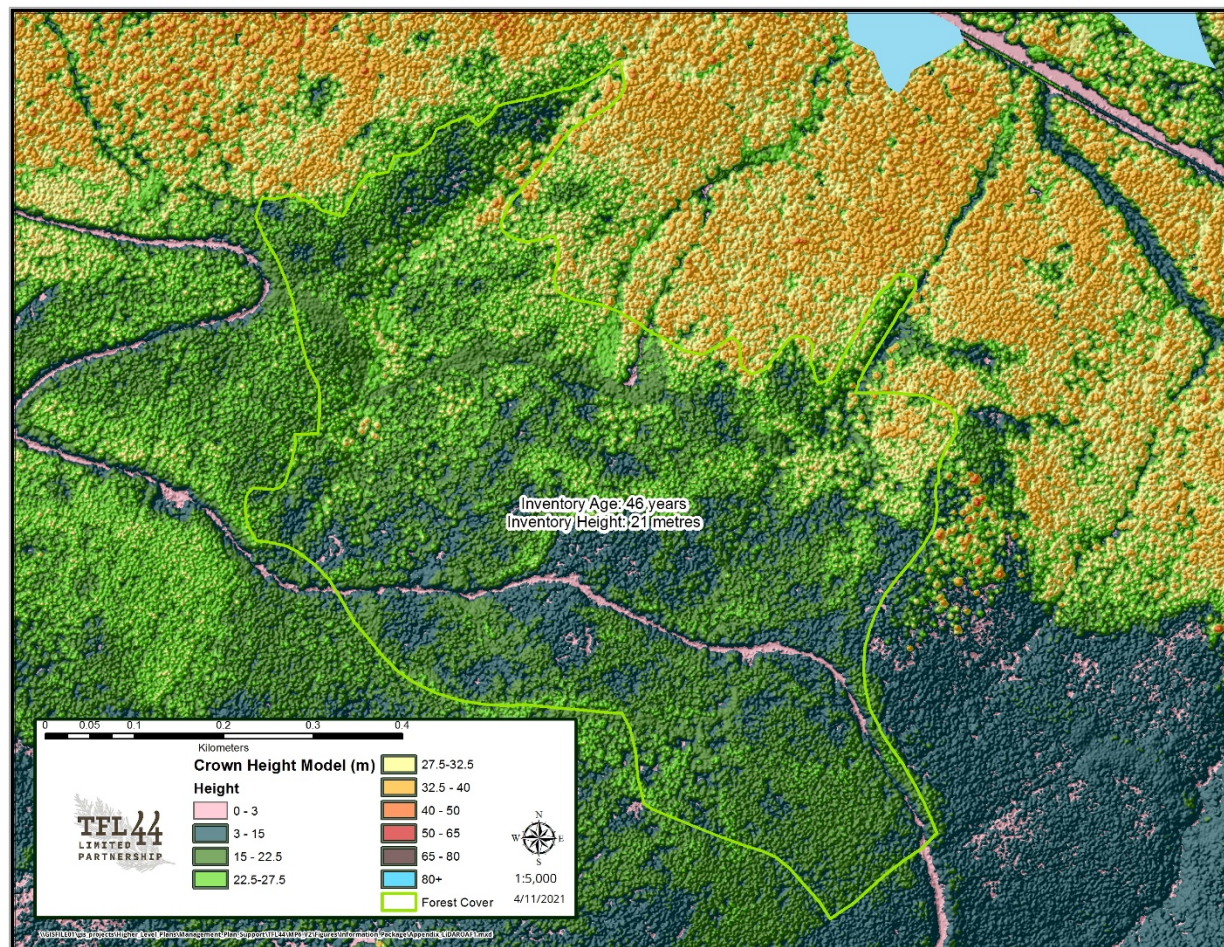 Inventory Age: 46 years
Inventory Height: 21 metres
0 0.05 0.1 0.2 0.3 0.4
Kilometers
Crown Height Model (m)
Height
0 - 3
3 - 15
15 - 22.5
22.5-27.5
27.5-32.5
32.5 - 40
40 - 50
50 - 65
65 - 80
80+
Forest Cover
TFL 44
LIMITED
PARTNERSHIP
N
W E
S
1:5,000
4/11/2021